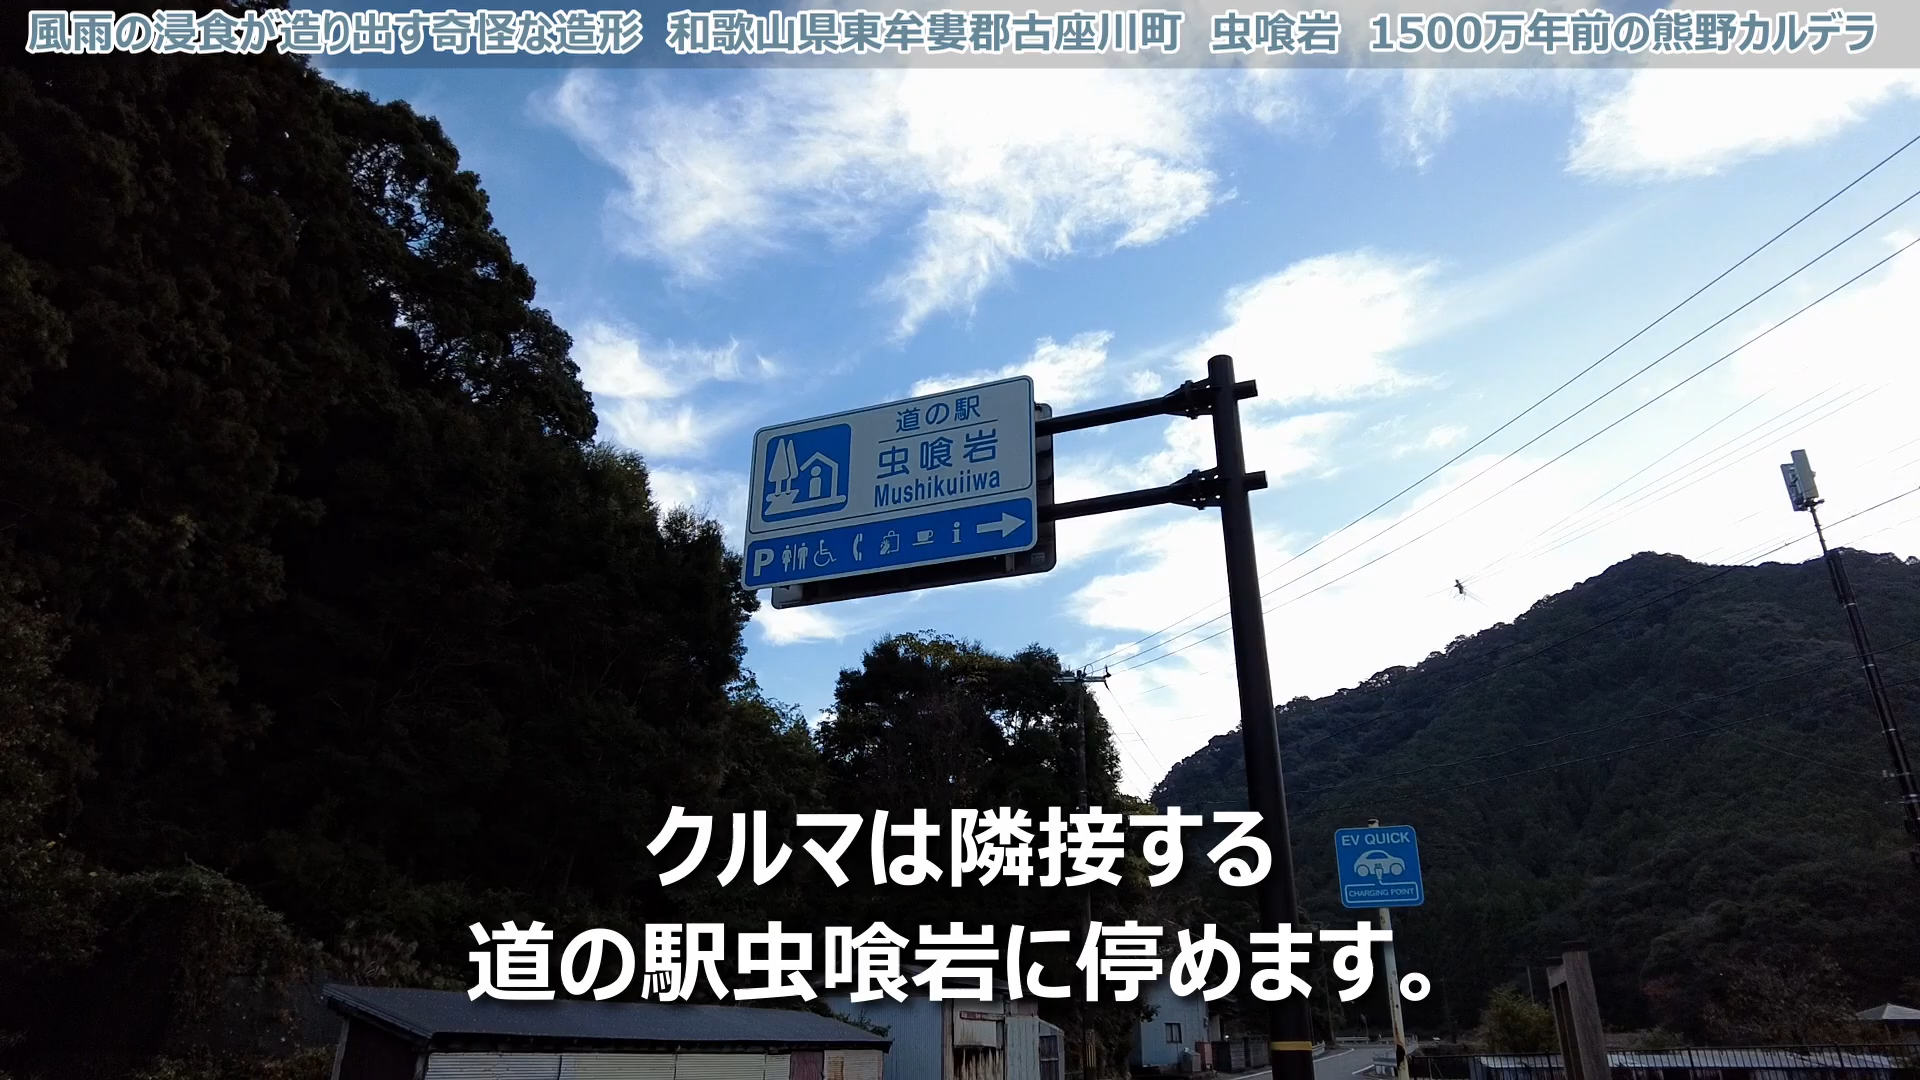 風雨の浸食が造り出す奇怪な造形　和歌山県東牟婁郡古座川町　虫喰岩　1500万年前の熊野カルデラ
道の駅
虫喰岩
Mushikuiiwa
P
i
EV QUICK
CHARGING POINT
クルマは隣接する
道の駅虫喰岩に停めます。